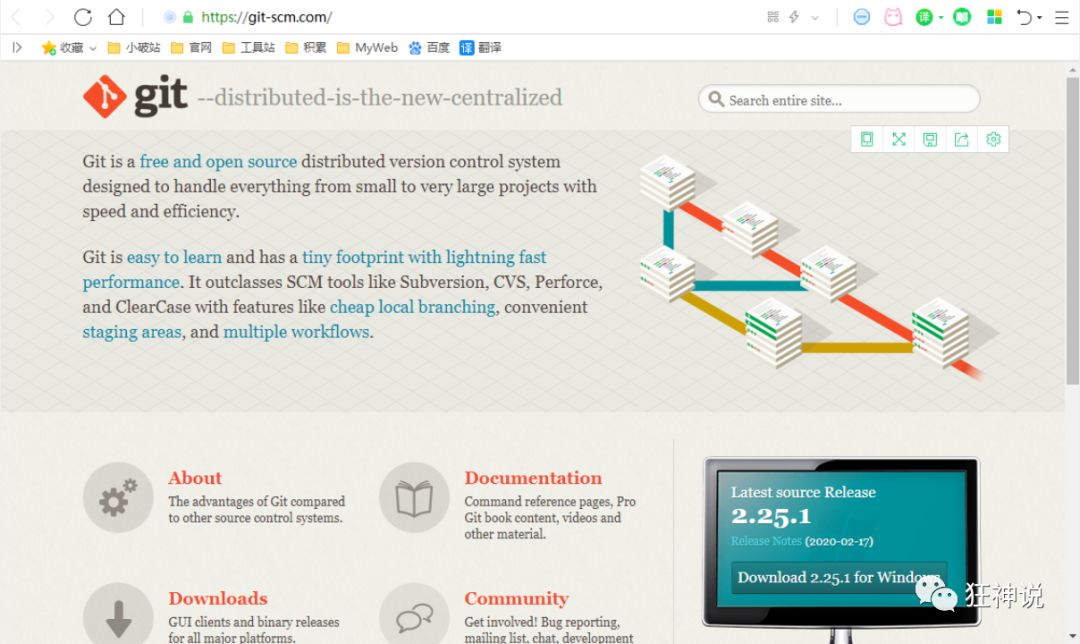 https://git-scm.com/
收藏 小破站 官网 工具站 积累 MyWeb 百度 译 翻译
git --distributed-is-the-new-centralized
Search entire site...
Git is a free and open source distributed version control system
designed to handle everything from small to very large projects with
speed and efficiency.
Git is easy to learn and has a tiny footprint with lightning fast
performance. It outclasses SCM tools like Subversion, CVS, Perforce,
and ClearCase with features like cheap local branching, convenient
staging areas, and multiple workflows.
About
The advantages of Git compared
to other source control systems.
Documentation
Command reference pages, Pro
Git book content, videos and
other material.
Downloads
GUI clients and binary releases
for all major platforms.
Community
Get involved! Bug reporting,
mailing list, chat, development
Latest source Release
2.25.1
Release Notes (2020-02-17)
Download 2.25.1 for Windows
狂神说